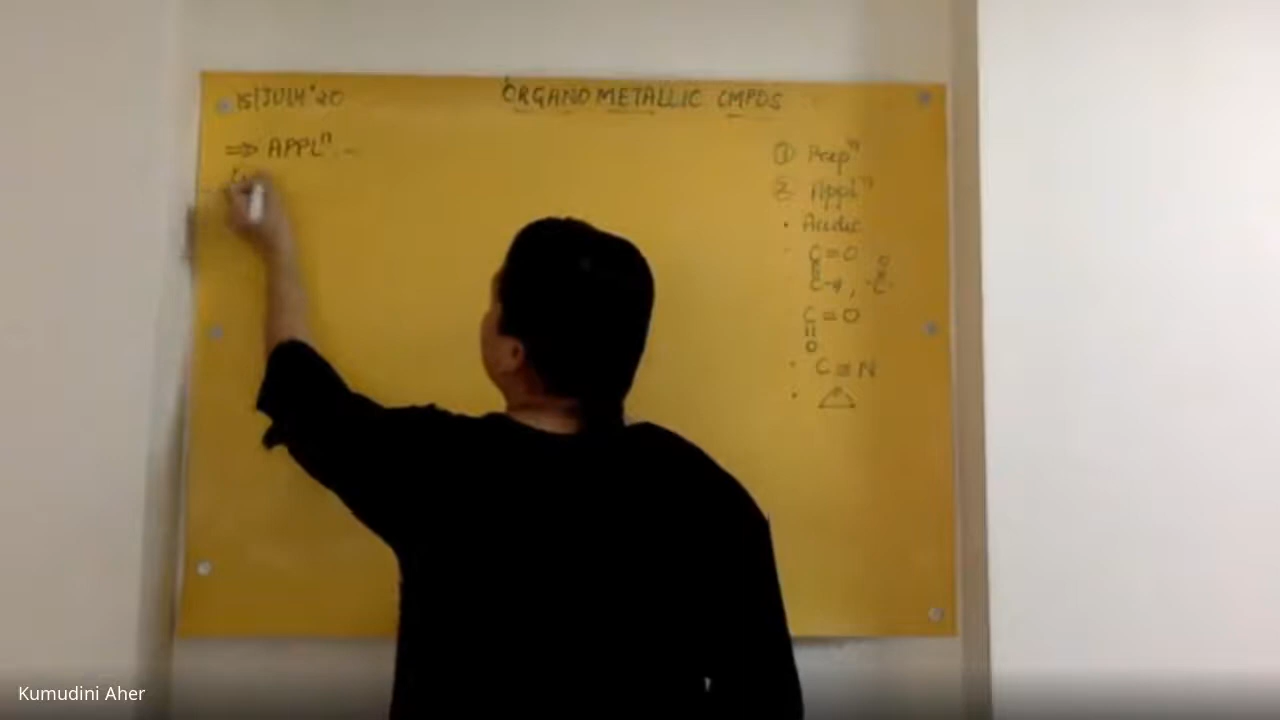 15/JULY'20
ORGANOMETALLIC CMPDS
⇒ APPLⁿ. -
① Prepⁿ
② Applⁿ
• Acidic
C=O
C=O
O
• C≡N
Kumudini Aher